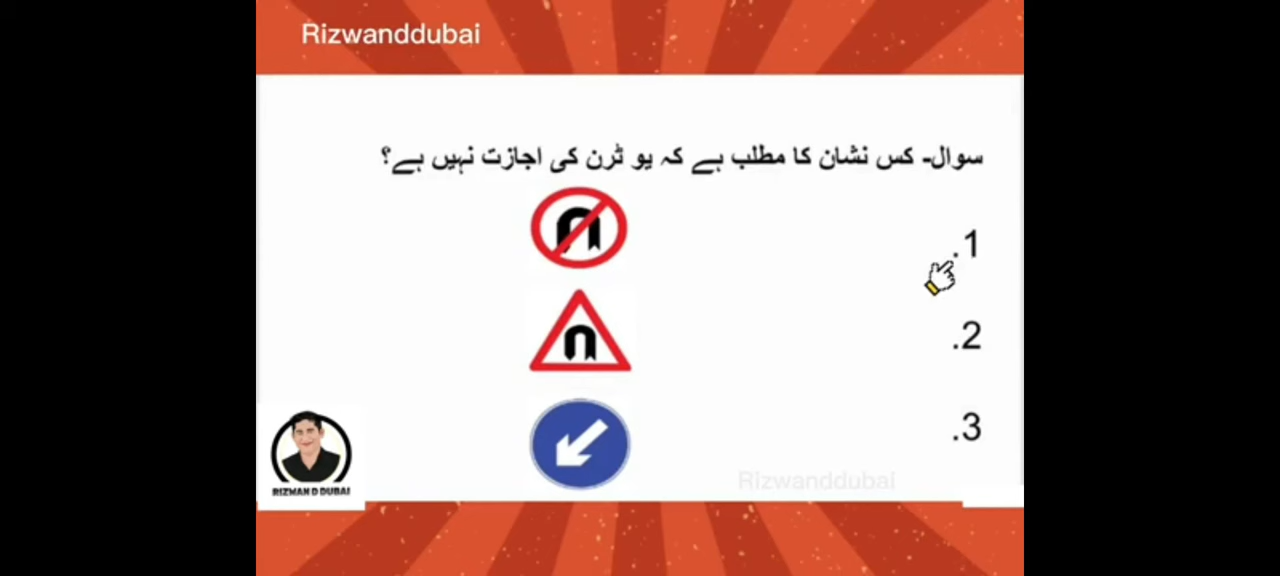 Rizwanddubai
سوال- کس نشان کا مطلب ہے کہ یو ٹرن کی اجازت نہیں ہے؟
.1
.2
.3
Rizwanddubai
RIZWAN D DUBAI